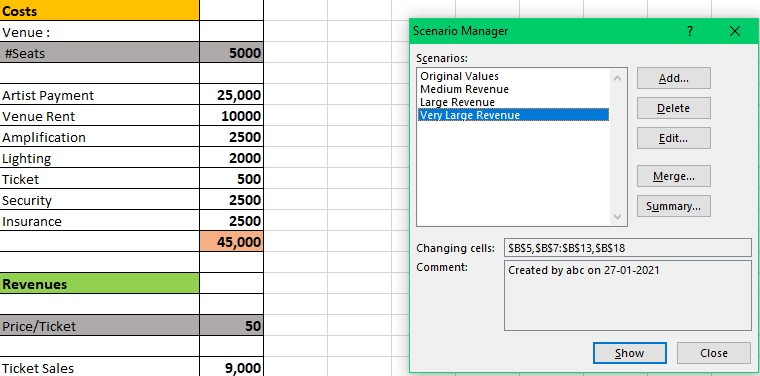 Costs
Venue :
#Seats 5000
Artist Payment 25,000
Venue Rent 10000
Amplification 2500
Lighting 2000
Ticket 500
Security 2500
Insurance 2500
45,000
Revenues
Price/Ticket 50
Ticket Sales 9,000
Scenario Manager ? ×
Scenarios:
Original Values
Medium Revenue
Large Revenue
Very Large Revenue
Add...
Delete
Edit...
Merge...
Summary...
Changing cells: $B$5,$B$7:$B$13,$B$18
Comment: Created by abc on 27-01-2021
Show Close